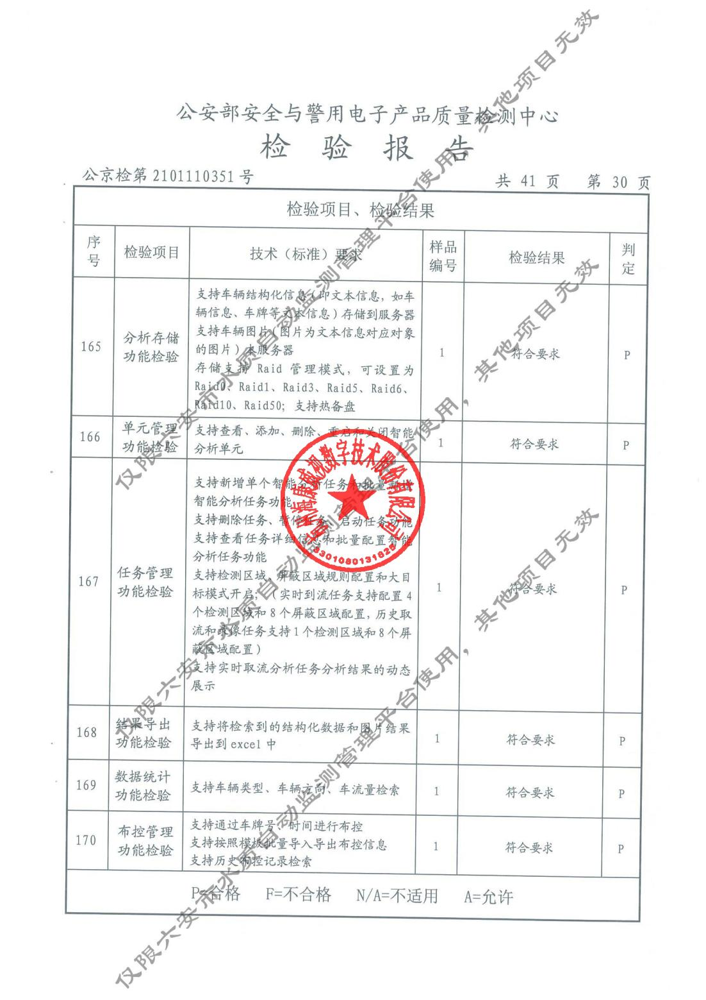 公安部安全与警用电子产品质量检测中心
检 验 报 告
公京检第2101110351号 共 41 页 第 30 页
检验项目、检验结果
序号 检验项目 技术（标准）要求 样品编号 检验结果 判定
165 分析存储功能检验 1 符合要求 P
支持车辆结构化信息（即文本信息，如车
辆信息、车牌等文本信息）存储到服务器
支持车辆图片（图片为文本信息对应对象
的图片）本服务器
存储支持 Raid 管理模式，可设置为
Raid0、Raid1、Raid3、Raid5、Raid6、
Raid10、Raid50；支持热备盘
166 单元管理功能检验 1 符合要求 P
支持查看、添加、删除、重启和关闭智能
分析单元
167 任务管理功能检验 1 符合要求 P
支持新增单个智能分析任务和批量新增
智能分析任务功能
支持删除任务、暂停任务、启动任务功能
支持查看任务详细信息和批量配置智能
分析任务功能
支持检测区域、屏蔽区域规则配置和大目
标模式开启；（实时到流任务支持配置4
个检测区域和8个屏蔽区域配置，历史取
流和录像任务支持1个检测区域和8个屏
蔽区域配置）
支持实时取流分析任务分析结果的动态
展示
168 结果导出功能检验 1 符合要求 P
支持将检索到的结构化数据和图片结果
导出到excel中
169 数据统计功能检验 1 符合要求 P
支持车辆类型、车辆方向、车流量检索
170 布控管理功能检验 1 符合要求 P
支持通过车牌号、时间进行布控
支持按照模板批量导入导出布控信息
支持历史布控记录检索
P=合格 F=不合格 N/A=不适用 A=允许
杭州海康威视数字技术股份有限公司
3301080131825
仅限六安市水质自动监测管理平台使用，其他项目无效
仅限六安市水质自动监测管理平台使用，其他项目无效
仅限六安市水质自动监测管理平台使用，其他项目无效